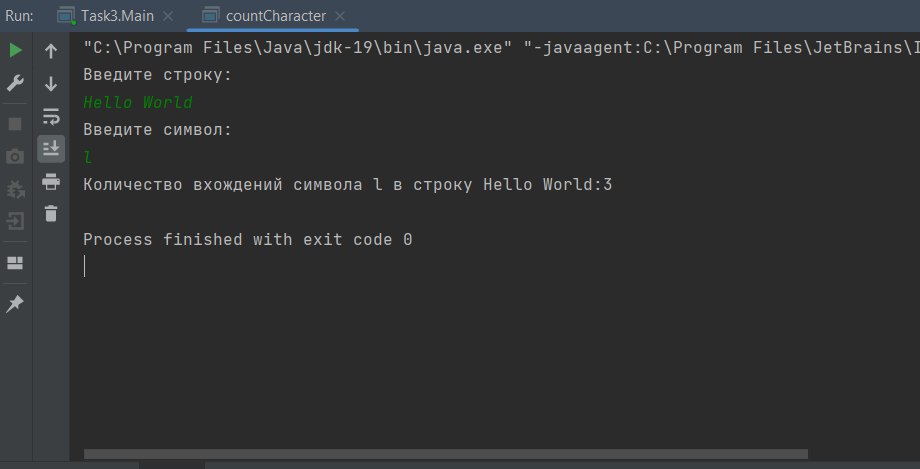 Run: Task3.Main countCharacter
"C:\Program Files\Java\jdk-19\bin\java.exe" "-javaagent:C:\Program Files\JetBrains\I
Введите строку:
Hello World
Введите символ:
l
Количество вхождений символа l в строку Hello World:3
Process finished with exit code 0